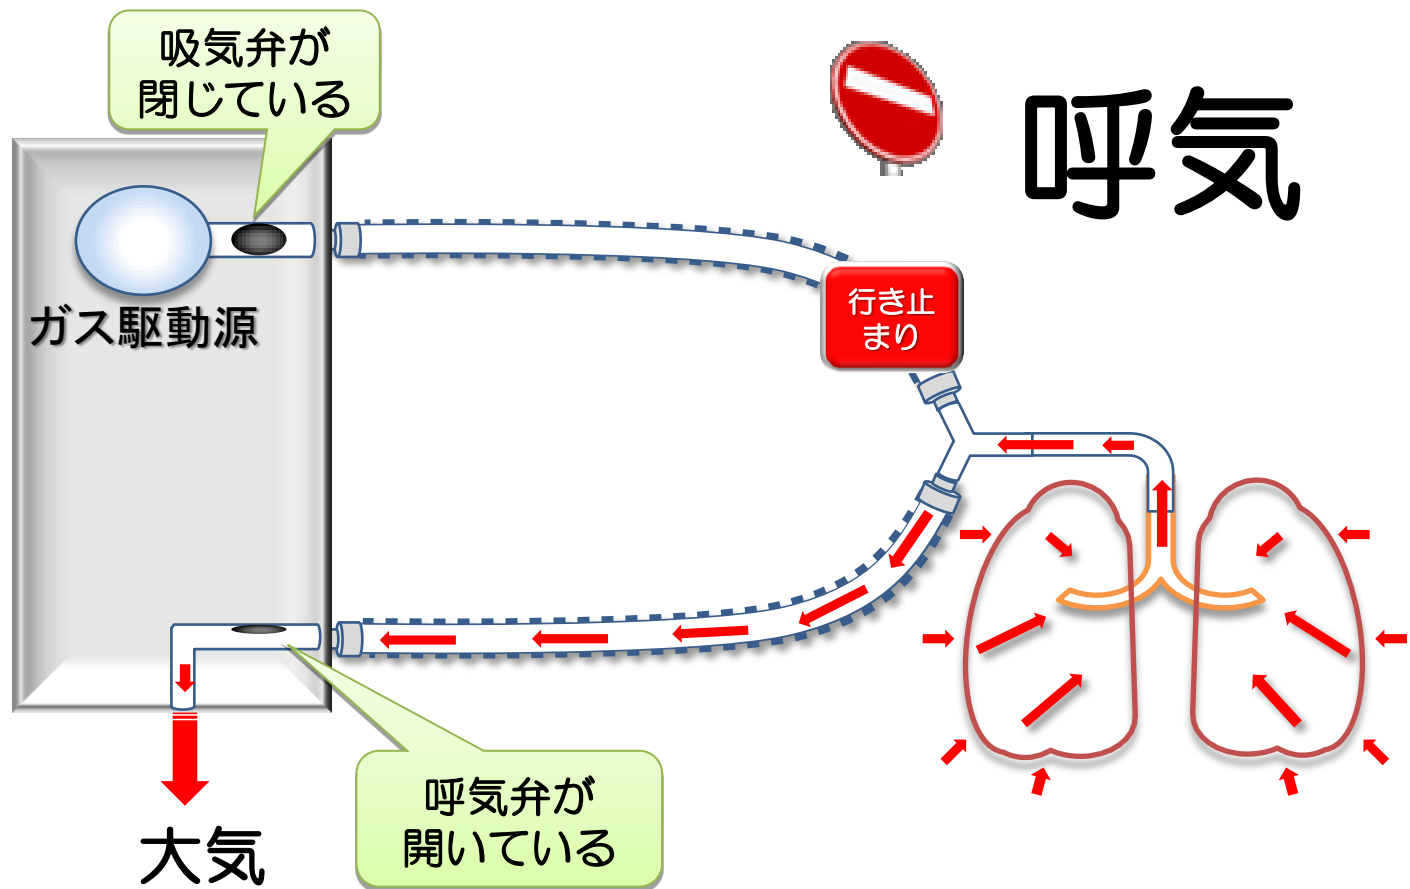 吸気弁が
閉じている
呼気
ガス駆動源
行き止
まり
呼気弁が
開いている
大気